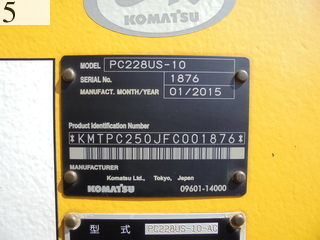 5
KOMATSU
MODEL PC228US-10
SERIAL No. 1876
MANUFACT. MONTH/YEAR 01/2015
Product Identification Number
*KMTPC250JFC001876*
MANUFACTURER
Komatsu Ltd., Tokyo, Japan
KOMATSU 09601-14000
型 式 PC228US-10-AC